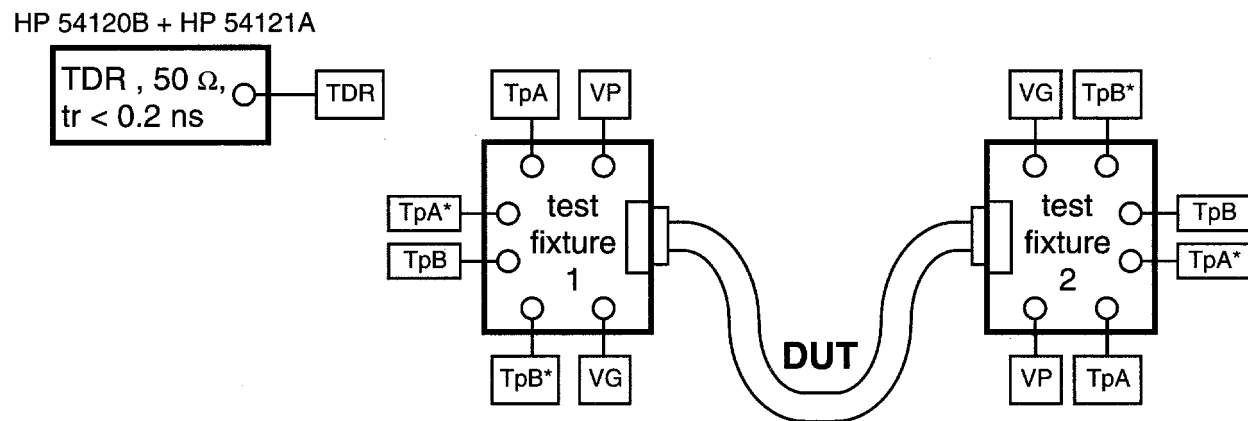 HP 54120B + HP 54121A
TDR , 50 Ω,
tr < 0.2 ns
TDR
TpA
VP
TpA*
TpB
test
fixture
1
TpB*
VG
DUT
VG
TpB*
test
fixture
2
TpB
TpA*
VP
TpA